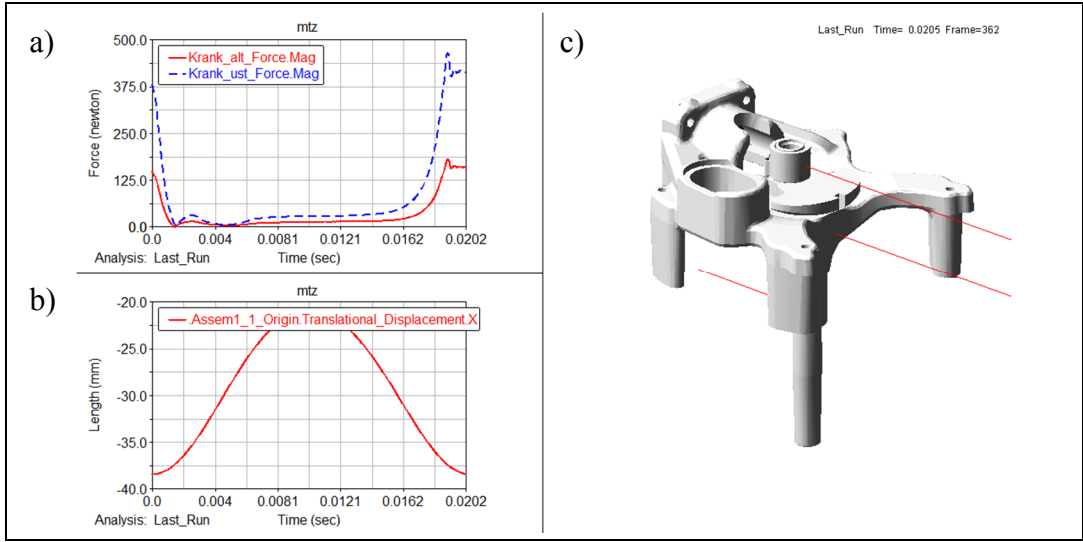 a)
mtz
500.0
375.0
250.0
125.0
0.0
Force (newton)
Krank_alt_Force.Mag
Krank_ust_Force.Mag
0.0 0.004 0.0081 0.0121 0.0162 0.0202
Analysis: Last_Run Time (sec)
b)
mtz
-20.0
-25.0
-30.0
-35.0
-40.0
Length (mm)
.Assem1_1_Origin.Translational_Displacement.X
0.0 0.004 0.0081 0.0121 0.0162 0.0202
Analysis: Last_Run Time (sec)
c)
Last_Run Time= 0.0205 Frame=362